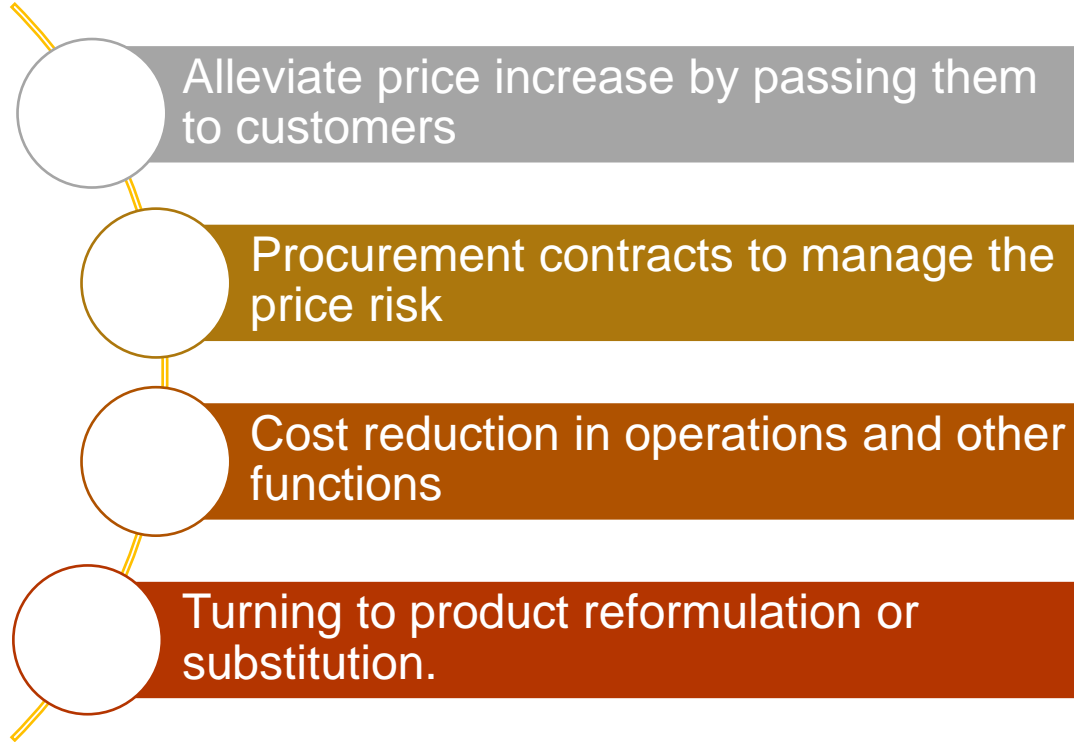 Alleviate price increase by passing them
to customers
Procurement contracts to manage the
price risk
Cost reduction in operations and other
functions
Turning to product reformulation or
substitution.